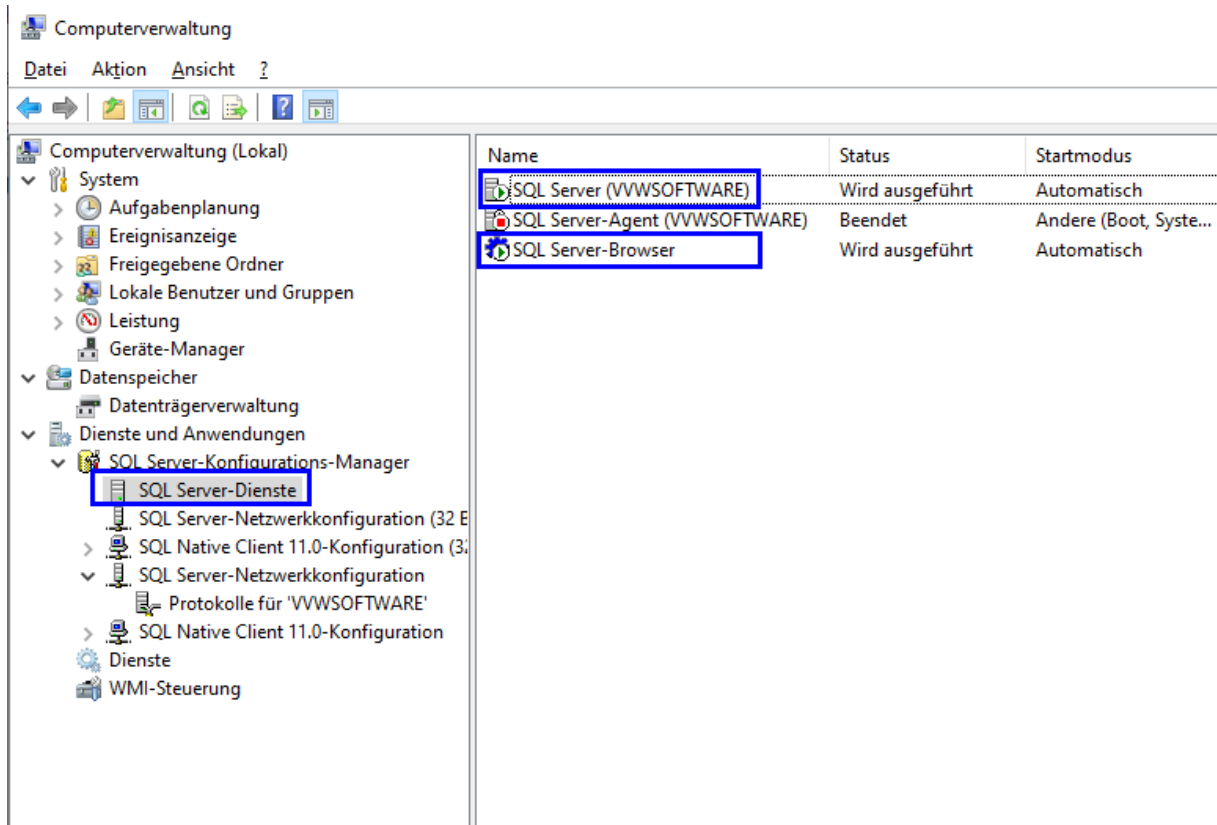 Computerverwaltung
Datei Aktion Ansicht ?
Computerverwaltung (Lokal)
System
Aufgabenplanung
Ereignisanzeige
Freigegebene Ordner
Lokale Benutzer und Gruppen
Leistung
Geräte-Manager
Datenspeicher
Datenträgerverwaltung
Dienste und Anwendungen
SQL Server-Konfigurations-Manager
SQL Server-Dienste
SQL Server-Netzwerkkonfiguration (32
SQL Native Client 11.0-Konfiguration
SQL Server-Netzwerkkonfiguration
Protokolle für 'VVWSOFTWARE'
SQL Native Client 11.0-Konfiguration
Dienste
WMI-Steuerung
Name Status Startmodus
SQL Server (VVWSOFTWARE) Wird ausgeführt Automatisch
SQL Server-Agent (VVWSOFTWARE) Beendet Andere (Boot, Syste...
SQL Server-Browser Wird ausgeführt Automatisch